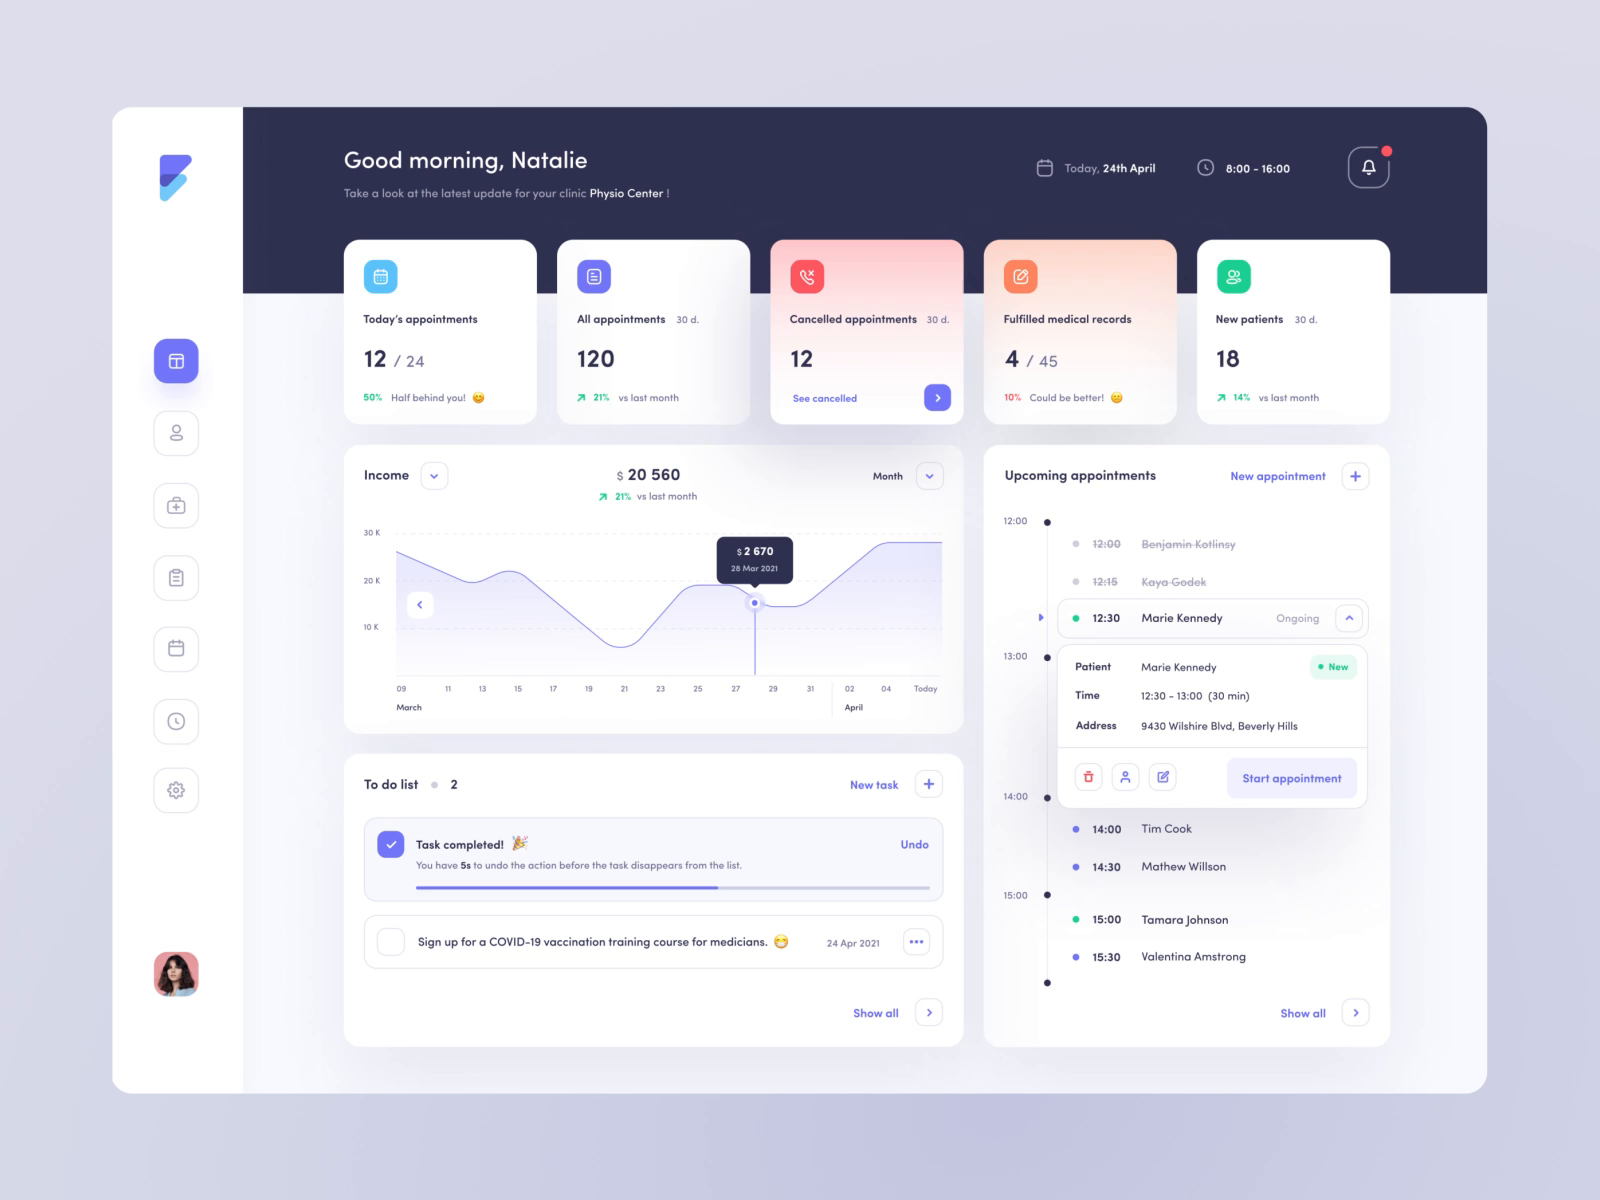 Good morning, Natalie
Take a look at the latest update for your clinic Physio Center !
Today, 24th April
8:00 - 16:00
Today's appointments
12 / 24
50% Half behind you!
All appointments 30 d.
120
21% vs last month
Cancelled appointments 30 d.
12
See cancelled
Fulfilled medical records
4 / 45
10% Could be better!
New patients 30 d.
18
14% vs last month
Income
$ 20 560
21% vs last month
Month
30 K
20 K
10 K
$ 2 670
28 Mar 2021
09 11 13 15 17 19 21 23 25 27 29 31 02 04 Today
March April
To do list 2
New task
Task completed!
Undo
You have 5s to undo the action before the task disappears from the list.
Sign up for a COVID-19 vaccination training course for medicians.
24 Apr 2021
Show all
Upcoming appointments
New appointment
12:00
12:00 Benjamin Kotlinsy
12:15 Kaya Godek
12:30 Marie Kennedy Ongoing
13:00
Patient Marie Kennedy New
Time 12:30 - 13:00 (30 min)
Address 9430 Wilshire Blvd, Beverly Hills
Start appointment
14:00
14:00 Tim Cook
14:30 Mathew Willson
15:00
15:00 Tamara Johnson
15:30 Valentina Amstrong
Show all